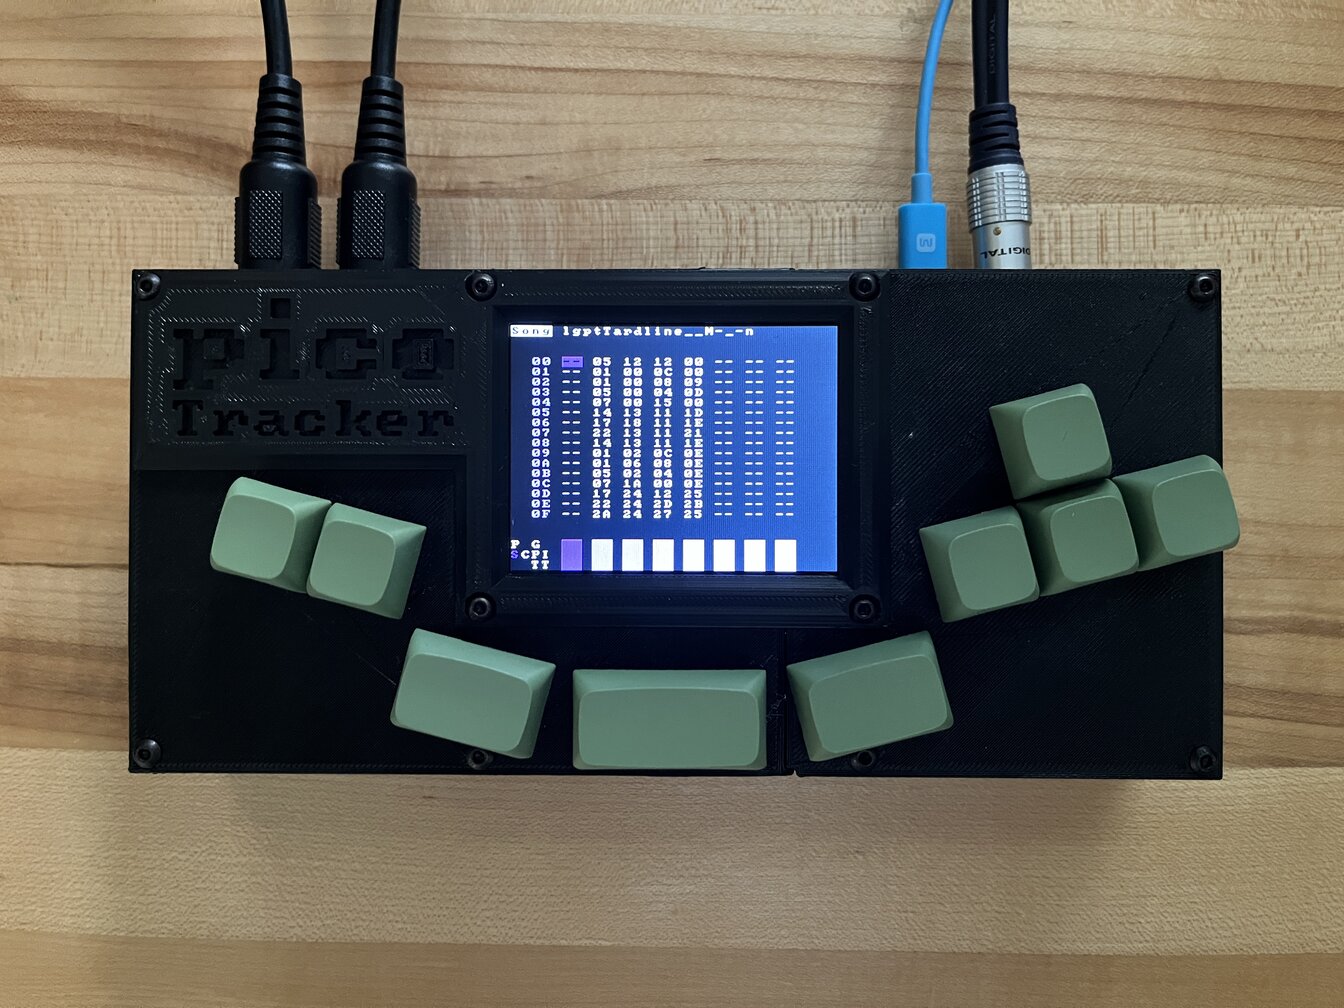 DIGITAL
DIGITAL
pico
Tracker
Song lgptTardline__M-_-n
00 -- 05 12 12 00 -- -- --
01 -- 01 00 0C 00 -- -- --
02 -- 01 00 08 09 -- -- --
03 -- 05 00 04 0D -- -- --
04 -- 07 00 15 00 -- -- --
05 -- 14 13 11 1D -- -- --
06 -- 17 18 11 1E -- -- --
07 -- 22 13 11 21 -- -- --
08 -- 14 13 11 1E -- -- --
09 -- 01 02 0C 0E -- -- --
0A -- 01 06 08 0E -- -- --
0B -- 05 02 04 0E -- -- --
0C -- 07 1A 00 0E -- -- --
0D -- 17 24 12 25 -- -- --
0E -- 22 24 2D 2B -- -- --
0F -- 2A 24 27 25 -- -- --
P G
SCPI
TT